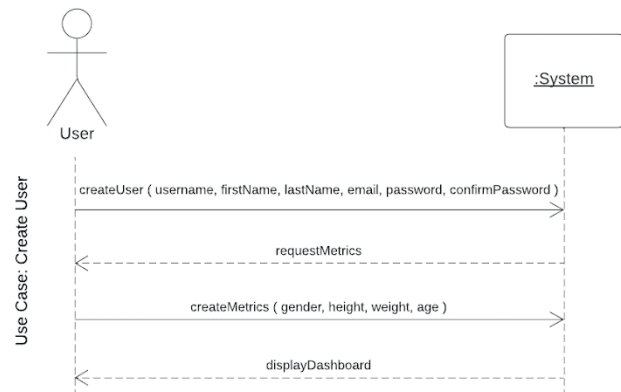 :System
User
Use Case: Create User
createUser ( username, firstName, lastName, email, password, confirmPassword )
requestMetrics
createMetrics ( gender, height, weight, age )
displayDashboard